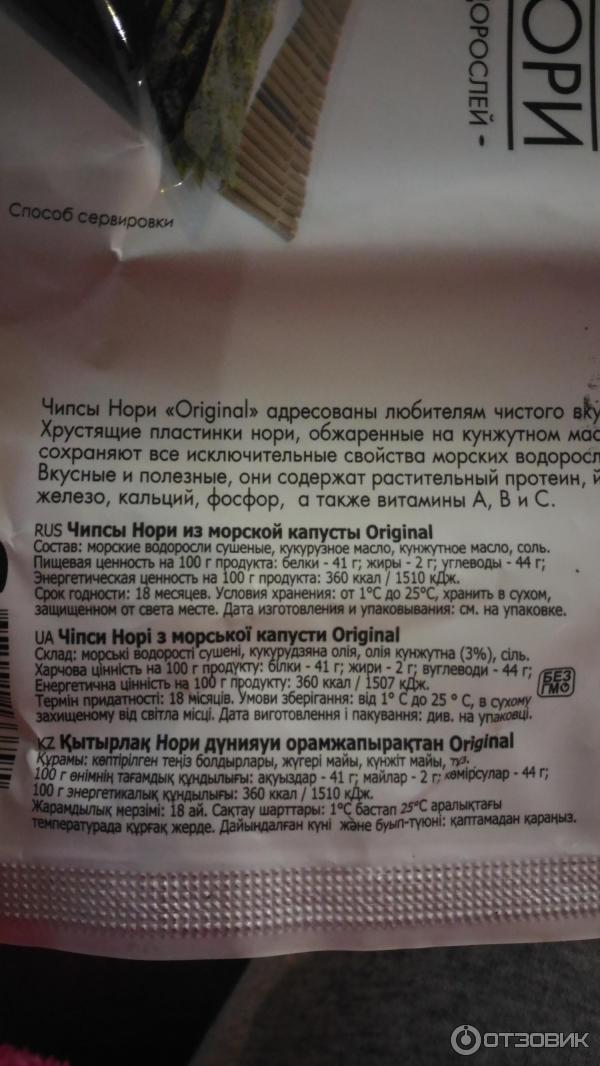 ОРИ
ДОРОСЛЕЙ -
Способ сервировки
Чипсы Нори «Original» адресованы любителям чистого вку
Хрустящие пластинки нори, обжаренные на кунжутном мас
сохраняют все исключительные свойства морских водоросл
Вкусные и полезные, они содержат растительный протеин, й
железо, кальций, фосфор, а также витамины А, В и С.
RUS Чипсы Нори из морской капусты Original
Состав: морские водоросли сушеные, кукурузное масло, кунжутное масло, соль.
Пищевая ценность на 100 г продукта: белки - 41 г; жиры - 2 г; углеводы - 44 г;
Энергетическая ценность на 100 г продукта: 360 ккал / 1510 кДж.
Срок годности: 18 месяцев. Условия хранения: от 1°С до 25°С, хранить в сухом,
защищенном от света месте. Дата изготовления и упаковывания: см. на упаковке.
UA Чіпси Норі з морської капусти Original
Склад: морські водорості сушені, кукурудзяна олія, олія кунжутна (3%), сіль.
Харчова цінність на 100 г продукту: білки - 41 г; жири - 2 г; вуглеводи - 44 г;
Енергетична цінність на 100 г продукту: 360 ккал / 1507 кДж.
Термін придатності: 18 місяців. Умови зберігання: від 1° С до 25 ° С, в сухому
захищеному від світла місці. Дата виготовлення і пакування: див. на упаковці.
БЕЗ
ГМО
KZ Қытырлақ Нори дүнияуи орамжапырақтан Original
Құрамы: кептірілген теңіз болдырлары, жүгері майы, күнжіт майы, тұз.
100 г өнімнің тағамдық құндылығы: ақуыздар - 41 г; майлар - 2 г; көмірсулар - 44 г;
100 г энергетикалық құндылығы: 360 ккал / 1510 кДж.
Жарамдылық мерзімі: 18 ай. Сақтау шарттары: 1°С бастап 25°С аралықтағы
температурада құрғақ жерде. Дайындалған күні және буып-түюні: қаптамадан қараңыз.
ОТЗОВИК